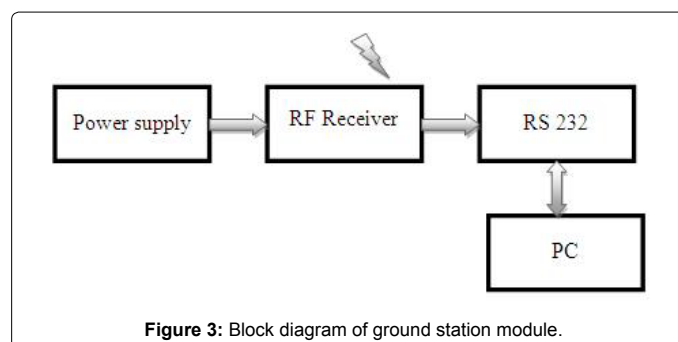 Power supply
RF Receiver
RS 232
PC
Figure 3: Block diagram of ground station module.